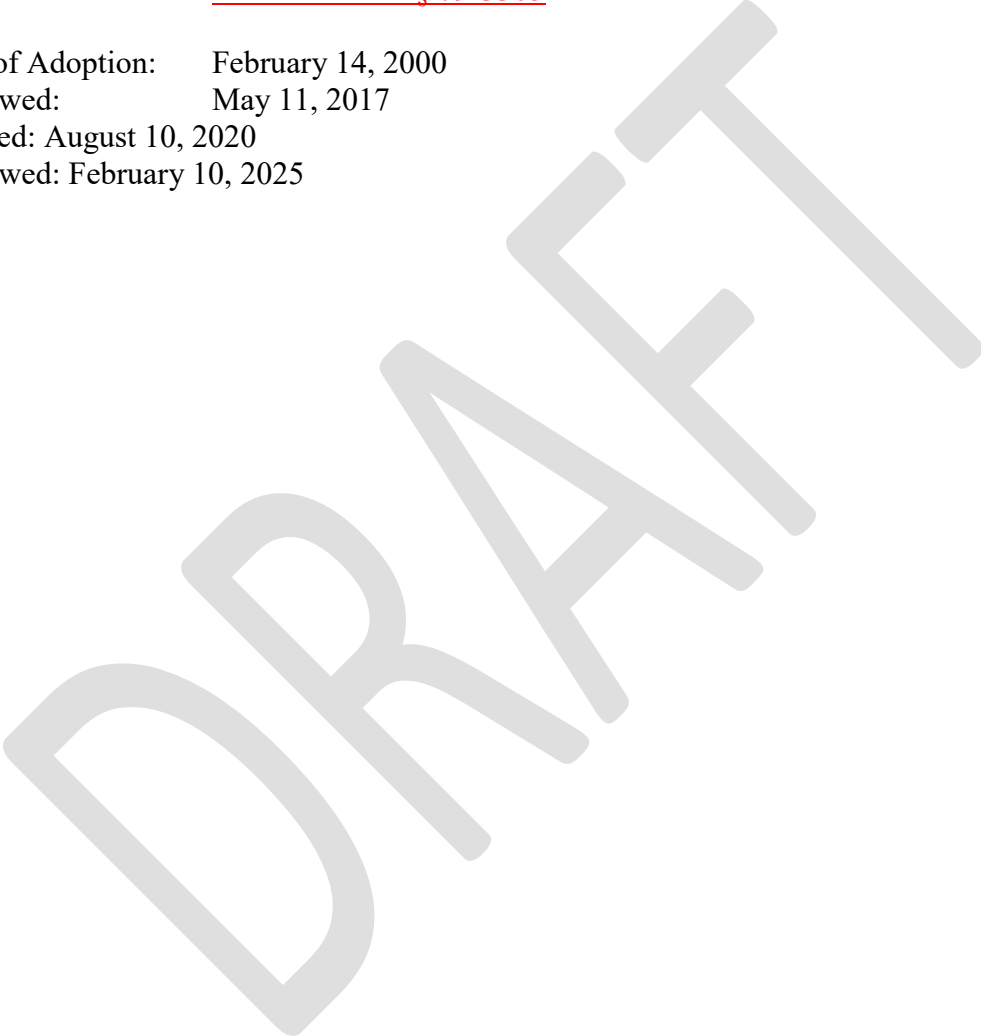 of Adoption: February 14, 2000
wed: May 11, 2017
ed: August 10, 2020
wed: February 10, 2025
DRAFT